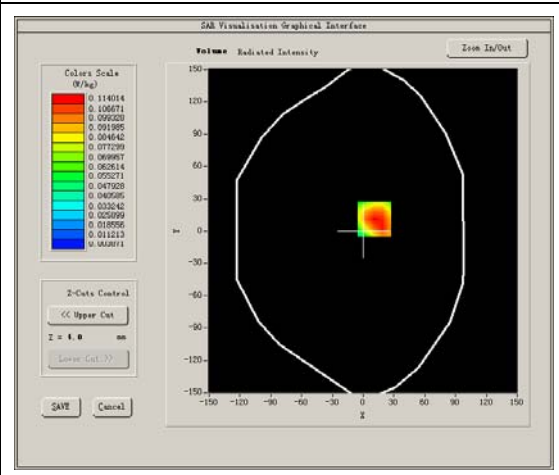 SAR Visualisation Graphical Interface
Volume Radiated Intensity
Zoom In/Out
Colors Scale
(W/kg)
0.114014
0.106671
0.099328
0.091985
0.084642
0.077299
0.069957
0.062614
0.055271
0.047928
0.040585
0.033242
0.025899
0.018556
0.011213
0.003871
150
120
90
60
30
0
-30
-60
-90
-120
-150
Y
-150 -120 -90 -60 -30 0 30 60 90 120 150
X
Z-Cuts Control
<< Upper Cut
Z = 4.0 mm
Lower Cut >>
SAVE
Cancel